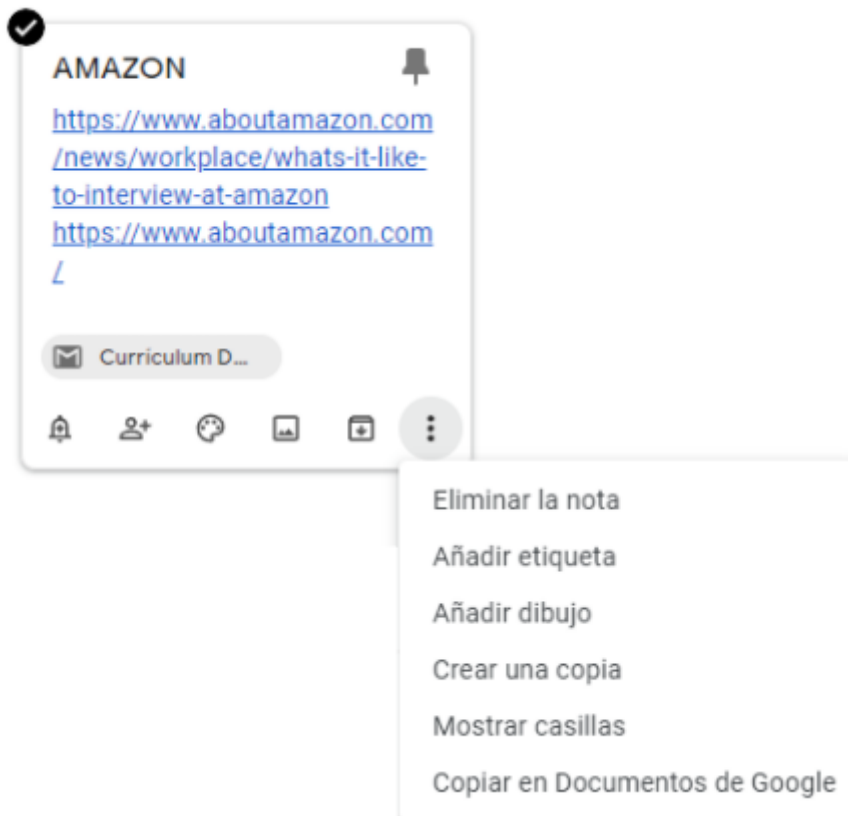 AMAZON
https://www.aboutamazon.com
/news/workplace/whats-it-like-
to-interview-at-amazon
https://www.aboutamazon.com
/
Curriculum D...
Eliminar la nota
Añadir etiqueta
Añadir dibujo
Crear una copia
Mostrar casillas
Copiar en Documentos de Google